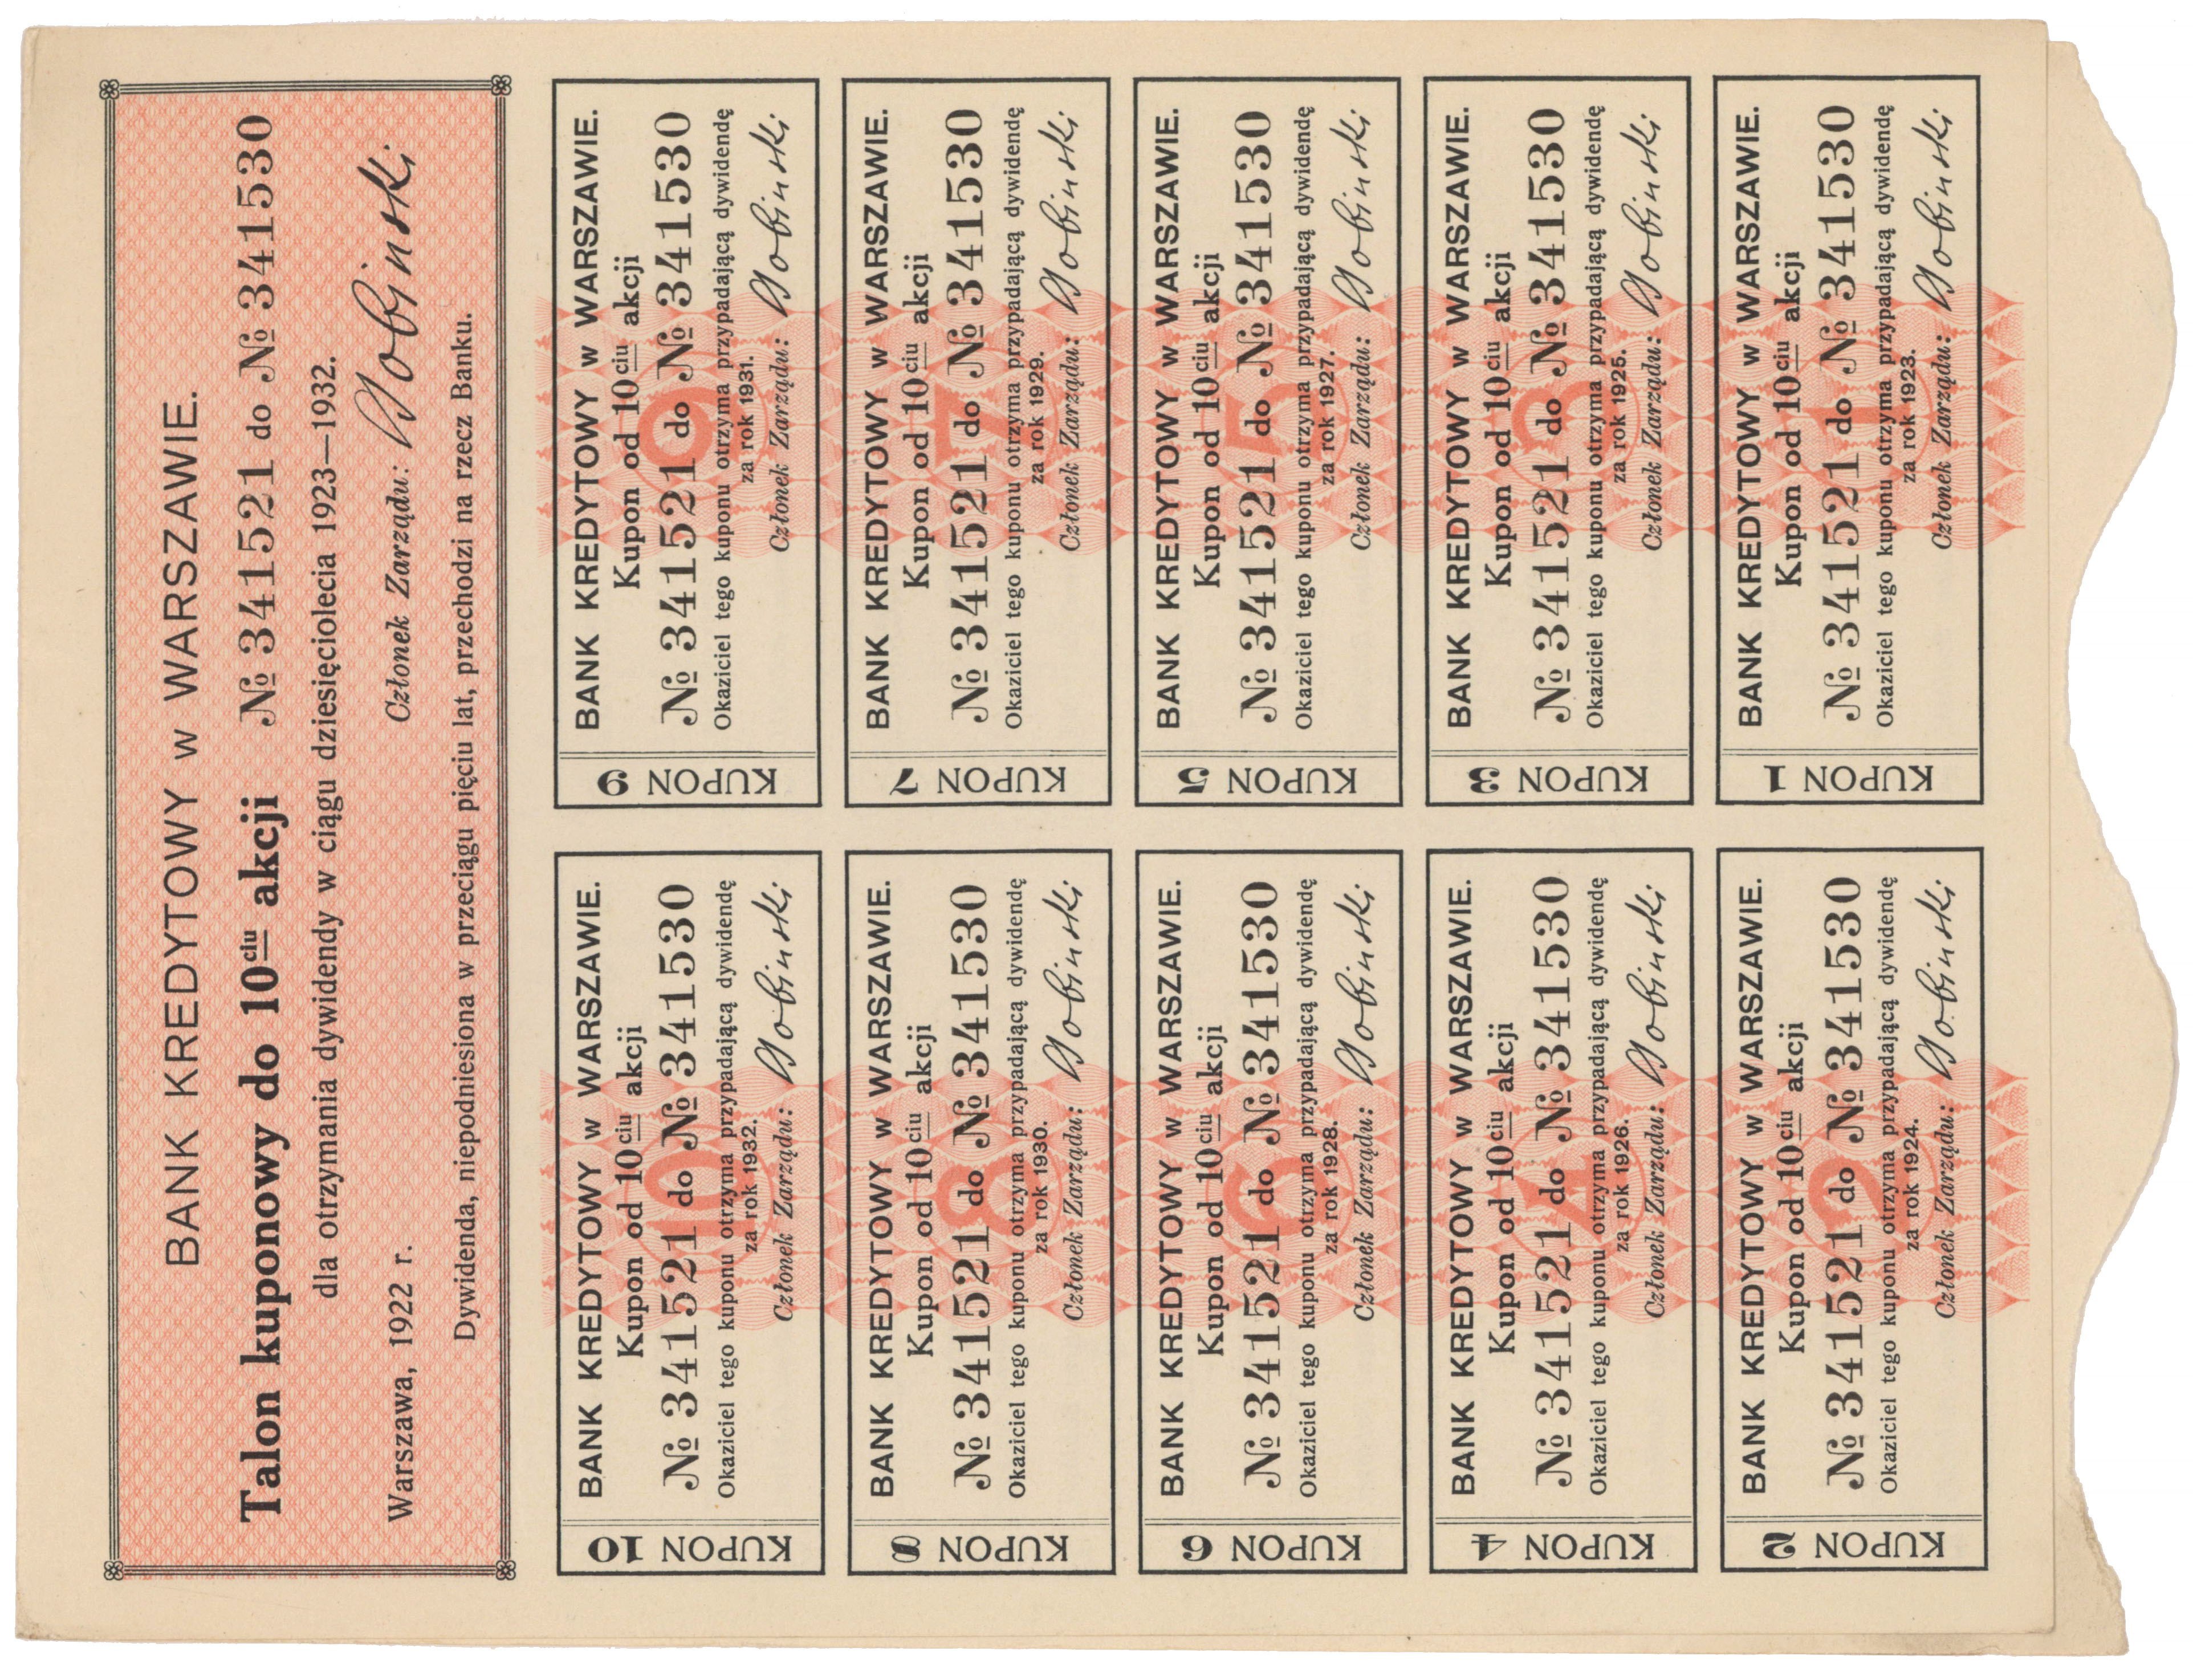 BANK KREDYTOWY w WARSZAWIE.
Talon kuponowy do 10ciu akcji № 341521 do № 341530
dla otrzymania dywidendy w ciągu dziesięciolecia 1923—1932.
Warszawa, 1922 r. Członek Zarządu:
Dywidenda, niepodniesiona w przeciągu pięciu lat, przechodzi na rzecz Banku.
KUPON 10
BANK KREDYTOWY w WARSZAWIE.
Kupon od 10ciu akcji
10
№ 341521 do № 341530
Okaziciel tego kuponu otrzyma przypadającą dywidendę
za rok 1932.
Członek Zarządu:
KUPON 9
BANK KREDYTOWY w WARSZAWIE.
Kupon od 10ciu akcji
9
№ 341521 do № 341530
Okaziciel tego kuponu otrzyma przypadającą dywidendę
za rok 1931.
Członek Zarządu:
KUPON 8
BANK KREDYTOWY w WARSZAWIE.
Kupon od 10ciu akcji
8
№ 341521 do № 341530
Okaziciel tego kuponu otrzyma przypadającą dywidendę
za rok 1930.
Członek Zarządu:
KUPON 7
BANK KREDYTOWY w WARSZAWIE.
Kupon od 10ciu akcji
7
№ 341521 do № 341530
Okaziciel tego kuponu otrzyma przypadającą dywidendę
za rok 1929.
Członek Zarządu:
KUPON 6
BANK KREDYTOWY w WARSZAWIE.
Kupon od 10ciu akcji
6
№ 341521 do № 341530
Okaziciel tego kuponu otrzyma przypadającą dywidendę
za rok 1928.
Członek Zarządu:
KUPON 5
BANK KREDYTOWY w WARSZAWIE.
Kupon od 10ciu akcji
5
№ 341521 do № 341530
Okaziciel tego kuponu otrzyma przypadającą dywidendę
za rok 1927.
Członek Zarządu:
KUPON 4
BANK KREDYTOWY w WARSZAWIE.
Kupon od 10ciu akcji
4
№ 341521 do № 341530
Okaziciel tego kuponu otrzyma przypadającą dywidendę
za rok 1926.
Członek Zarządu:
KUPON 3
BANK KREDYTOWY w WARSZAWIE.
Kupon od 10ciu akcji
3
№ 341521 do № 341530
Okaziciel tego kuponu otrzyma przypadającą dywidendę
za rok 1925.
Członek Zarządu:
KUPON 2
BANK KREDYTOWY w WARSZAWIE.
Kupon od 10ciu akcji
2
№ 341521 do № 341530
Okaziciel tego kuponu otrzyma przypadającą dywidendę
za rok 1924.
Członek Zarządu:
KUPON 1
BANK KREDYTOWY w WARSZAWIE.
Kupon od 10ciu akcji
1
№ 341521 do № 341530
Okaziciel tego kuponu otrzyma przypadającą dywidendę
za rok 1923.
Członek Zarządu: